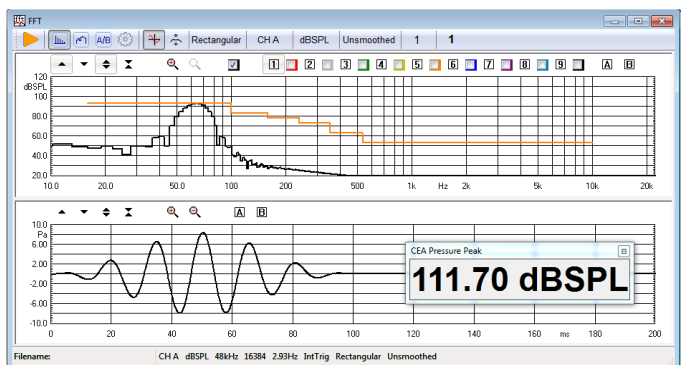 FFT
A/B Rectangular CH A dBSPL Unsmoothed 1 1
1 2 3 4 5 6 7 8 9 A B
120
dBSPL
100
80.0
60.0
40.0
20.0
10.0 20.0 50.0 100 200 500 1k Hz 2k 5k 10k 20k
A B
10.0
Pa
6.00
2.00
-2.00
-6.00
-10.0
0 20 40 60 80 100 120 140 160 ms 180 200
CEA Pressure Peak
111.70 dBSPL
Filename: CH A dBSPL 48kHz 16384 2.93Hz IntTrig Rectangular Unsmoothed